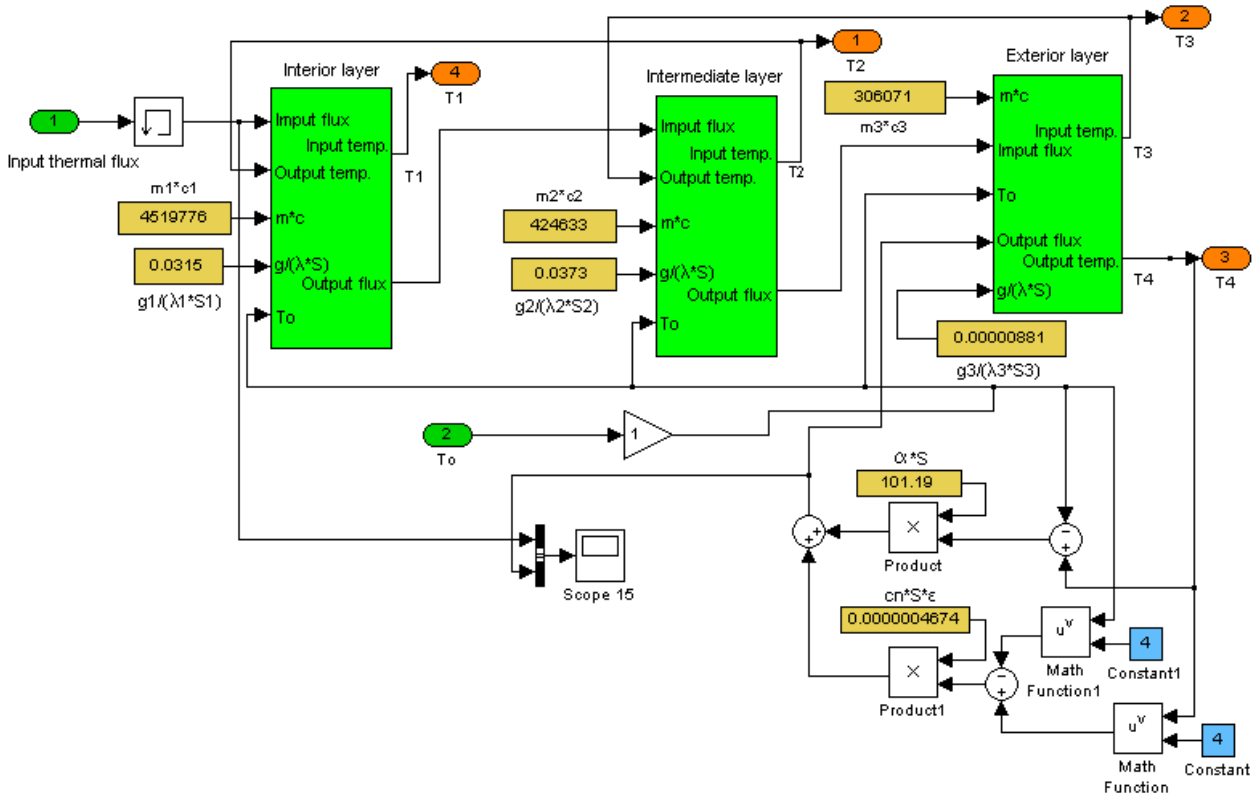 2
T3
1
T2
Interior layer
4
T1
Intermediate layer
Exterior layer
306071
m3*c3
1
Input thermal flux
Imput flux
Input temp.
Output temp.
T1
m1*c1
4519776
m*c
0.0315
g/(λ*S)
Output flux
g1/(λ1*S1)
To
Imput flux
Input temp.
Output temp.
T2
m2*c2
424633
m*c
0.0373
g/(λ*S)
Output flux
g2/(λ2*S2)
To
m*c
Input temp.
Imput flux
T3
To
Output flux
Output temp.
T4
g/(λ*S)
3
T4
0.00000881
g3/(λ3*S3)
2
To
1
α*S
101.19
×
Product
-
+
+
+
Scope 15
cn*S*ε
0.0000004674
×
Product1
-
+
u^v
Math
Function1
4
Constant1
u^v
Math
Function
4
Constant